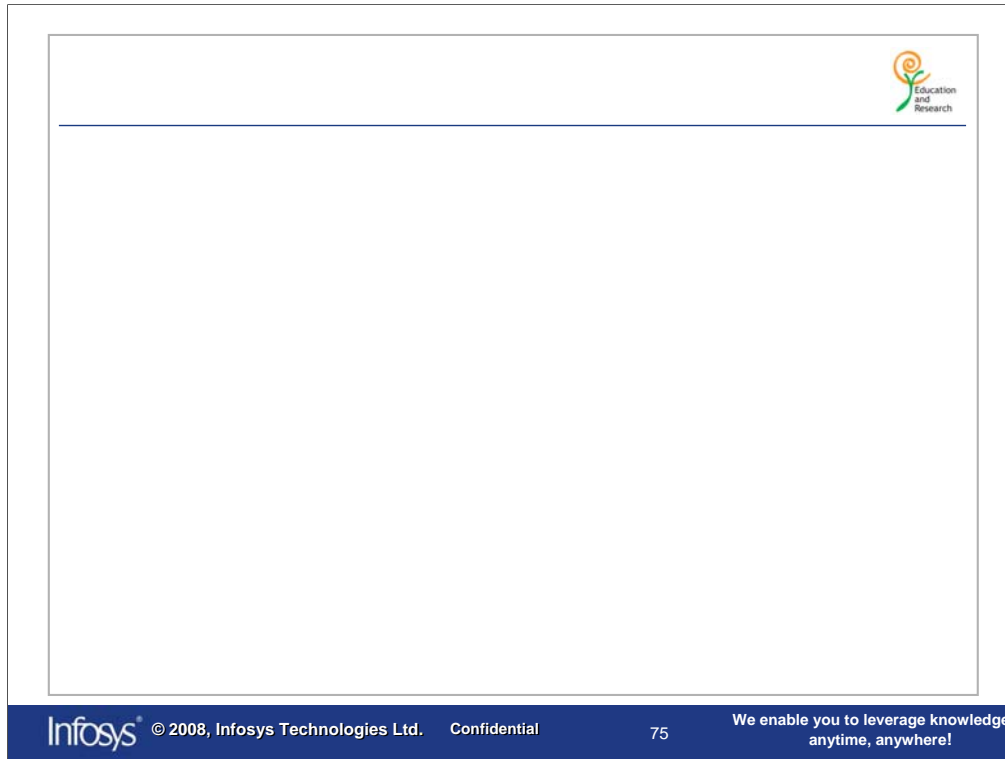 Education
and
Research
Infosys® © 2008, Infosys Technologies Ltd. Confidential 75 We enable you to leverage knowledge
anytime, anywhere!